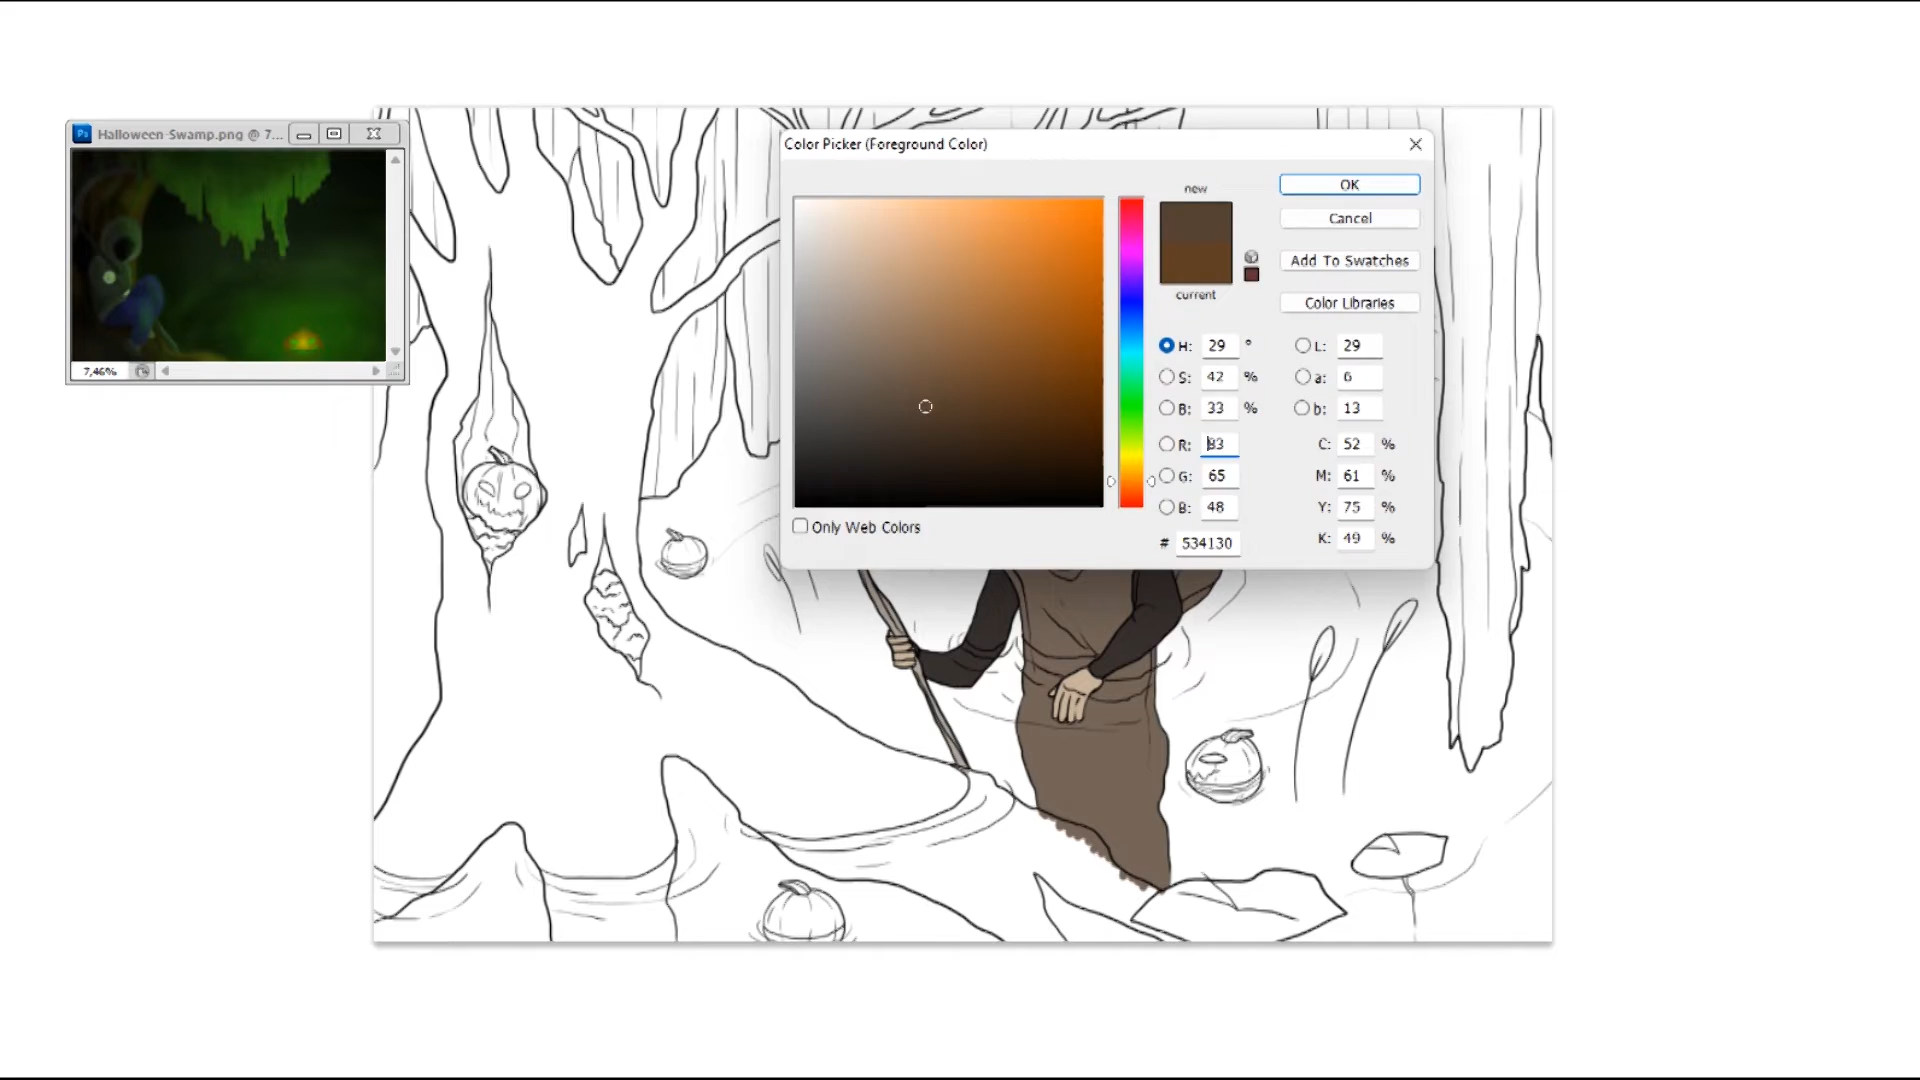 Ps Halloween-Swamp.png @ 7...
7,46%
Color Picker (Foreground Color)
new
current
OK
Cancel
Add To Swatches
Color Libraries
H: 29 °
S: 42 %
B: 33 %
R: 83
G: 65
B: 48
# 534130
L: 29
a: 6
b: 13
C: 52 %
M: 61 %
Y: 75 %
K: 49 %
Only Web Colors